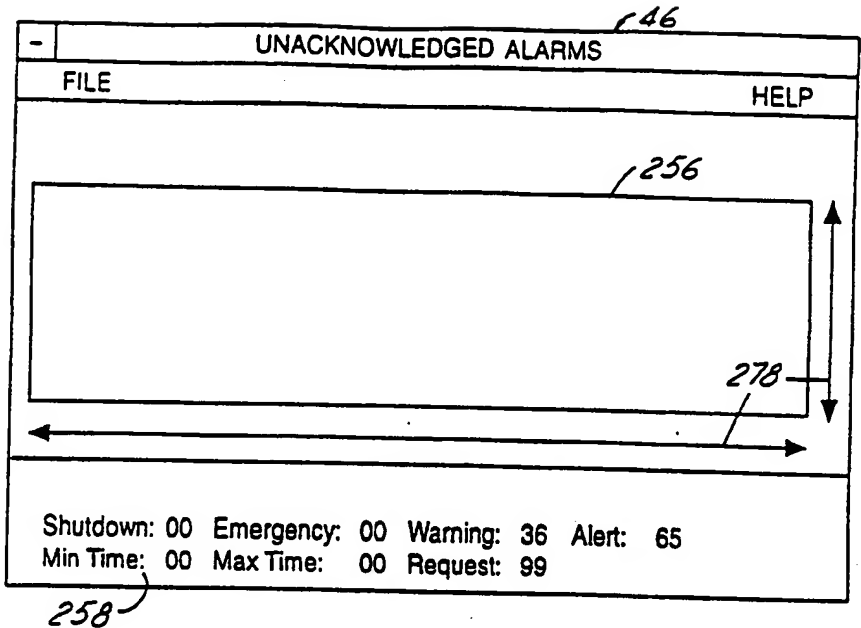 46
- UNACKNOWLEDGED ALARMS
FILE HELP
256
278
Shutdown: 00 Emergency: 00 Warning: 36 Alert: 65
Min Time: 00 Max Time: 00 Request: 99
258